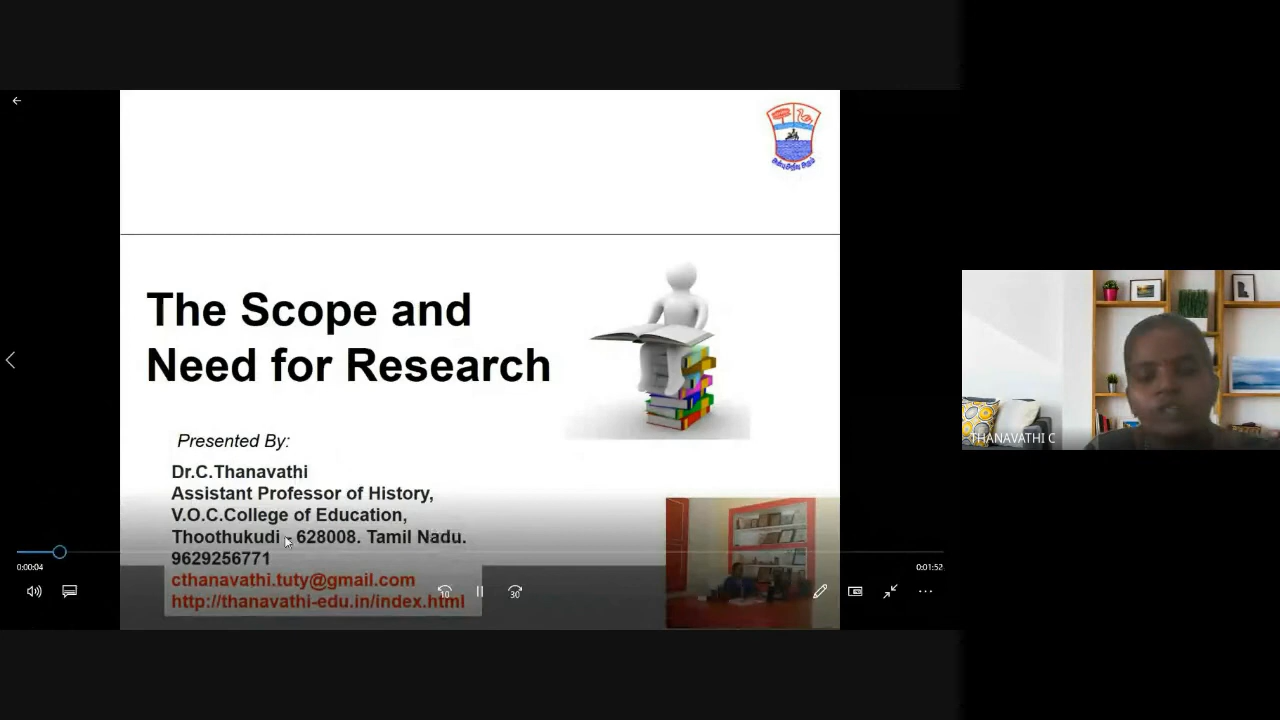 The Scope and
Need for Research
Presented By:
Dr.C.Thanavathi
Assistant Professor of History,
V.O.C.College of Education,
Thoothukudi - 628008. Tamil Nadu.
9629256771
cthanavathi.tuty@gmail.com
http://thanavathi-edu.in/index.html
0:00:04
0:01:52
10
30
THANAVATHI C